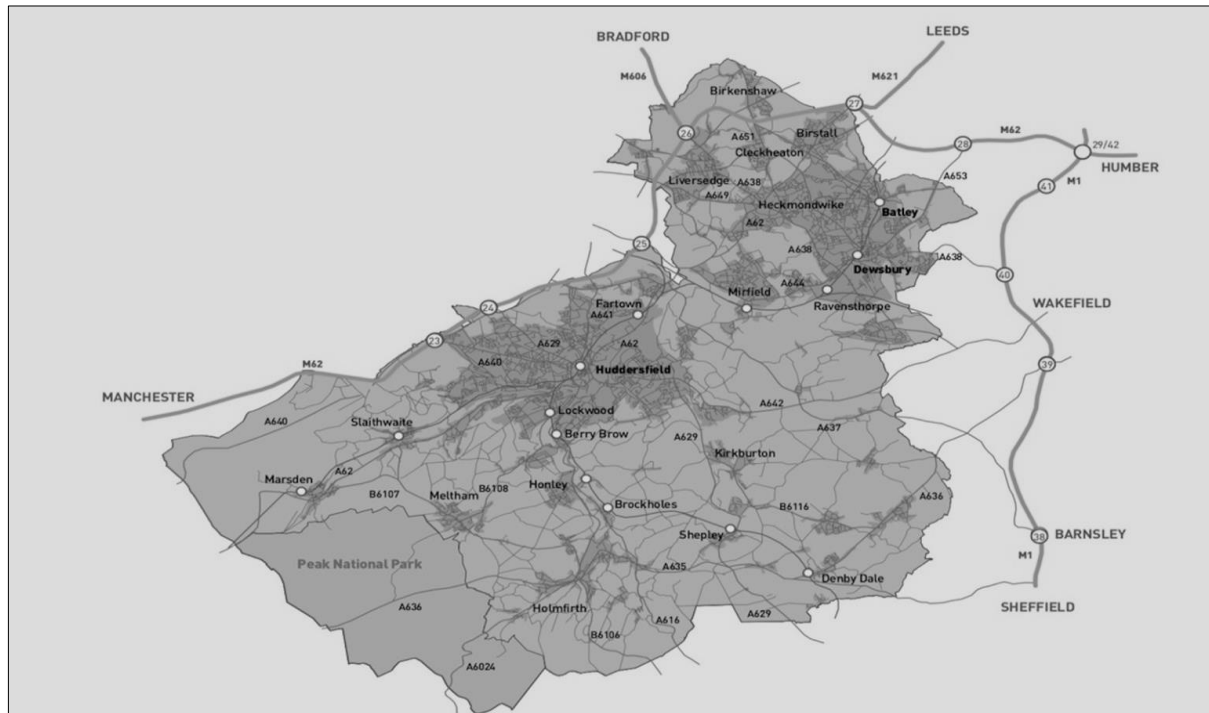 LEEDS
BRADFORD
M606
M621
Birkenshaw
27
26
A651
Birstall
M62
28
29/42
Cleckheaton
HUMBER
Liversedge
A638
A653
M1
41
A649
Heckmondwike
Batley
A62
25
A638
A638
Dewsbury
40
A644
Mirfield
Ravensthorpe
WAKEFIELD
24
Fartown
A641
23
A629
A62
M62
A640
Huddersfield
39
MANCHESTER
A642
Lockwood
A640
Slaithwaite
A637
Berry Brow
A629
Kirkburton
A62
Marsden
B6107
Meltham
B6108
Honley
A636
Brockholes
B6116
Shepley
38
BARNSLEY
M1
Peak National Park
A635
Denby Dale
A636
Holmfirth
SHEFFIELD
A616
A629
B6106
A6024